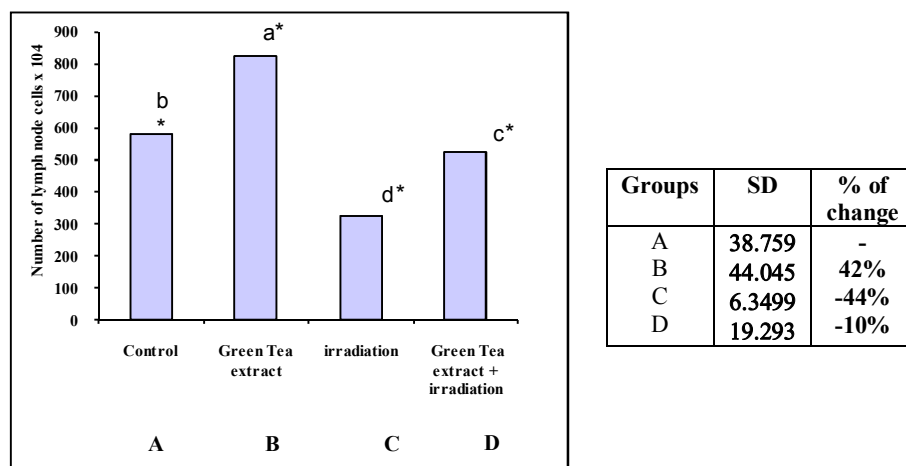 Number of lymph node cells x 104
900
800
700
600
500
400
300
200
100
0
b
*
a*
d*
c*
Control
Green Tea
extract
irradiation
Green Tea
extract +
irradiation
A B C D
Groups SD % of
change
A 38.759 -
B 44.045 42%
C 6.3499 -44%
D 19.293 -10%